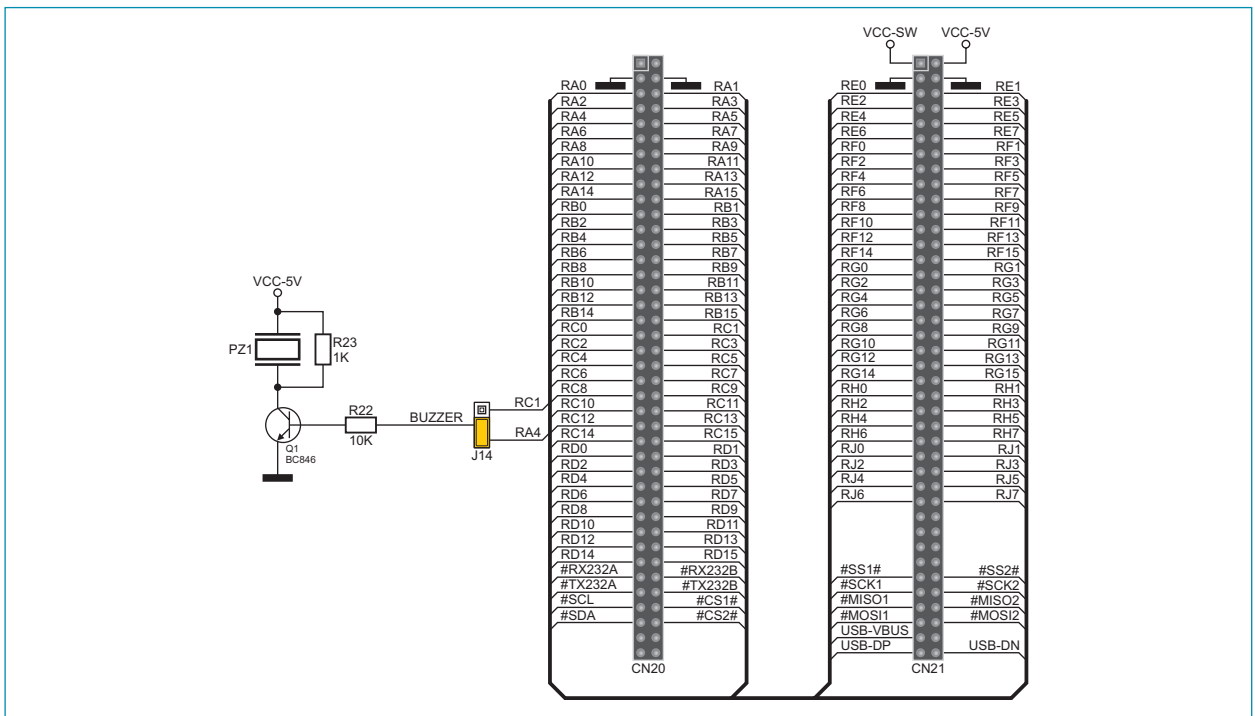 VCC-SW VCC-5V
RA0 RA1 RE0 RE1
RA2 RA3 RE2 RE3
RA4 RA5 RE4 RE5
RA6 RA7 RE6 RE7
RA8 RA9 RF0 RF1
RA10 RA11 RF2 RF3
RA12 RA13 RF4 RF5
RA14 RA15 RF6 RF7
RB0 RB1 RF8 RF9
RB2 RB3 RF10 RF11
RB4 RB5 RF12 RF13
RB6 RB7 RF14 RF15
RB8 RB9 RG0 RG1
VCC-5V RB10 RB11 RG2 RG3
RB12 RB13 RG4 RG5
RB14 RB15 RG6 RG7
RC0 RC1 RG8 RG9
PZ1 R23 RC2 RC3 RG10 RG11
1K RC4 RC5 RG12 RG13
RC6 RC7 RG14 RG15
RC8 RC9 RH0 RH1
RC1 RC10 RC11 RH2 RH3
R22 BUZZER RC12 RC13 RH4 RH5
RA4 RC14 RC15 RH6 RH7
10K RD0 RD1 RJ0 RJ1
Q1 J14
BC846 RD2 RD3 RJ2 RJ3
RD4 RD5 RJ4 RJ5
RD6 RD7 RJ6 RJ7
RD8 RD9
RD10 RD11
RD12 RD13
RD14 RD15
#RX232A #RX232B #SS1# #SS2#
#TX232A #TX232B #SCK1 #SCK2
#SCL #CS1# #MISO1 #MISO2
#SDA #CS2# #MOSI1 #MOSI2
USB-VBUS
USB-DP USB-DN
CN20 CN21